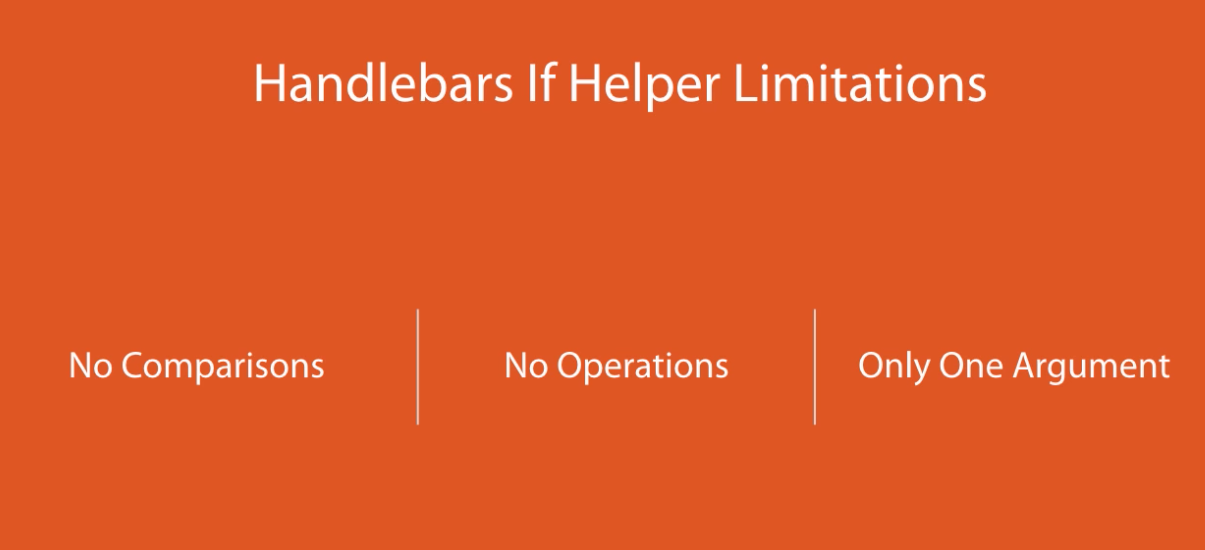 Handlebars If Helper Limitations
No Comparisons
No Operations
Only One Argument